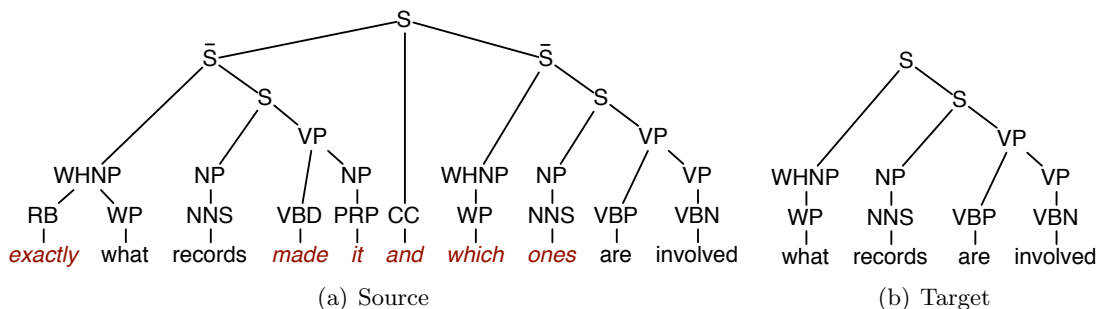 S
S̄ S̄ S
S S S
VP VP VP
WHNP NP NP WHNP NP VP WHNP NP VP
RB WP NNS VBD PRP CC WP NNS VBP VBN WP NNS VBP VBN
exactly what records made it and which ones are involved what records are involved
(a) Source (b) Target